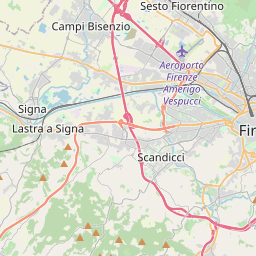 Sesto Fiorentino
Campi Bisenzio
Aeroporto
Firenze
Amerigo
Vespucci
Signa
Lastra a Signa
Fir
Scandicci